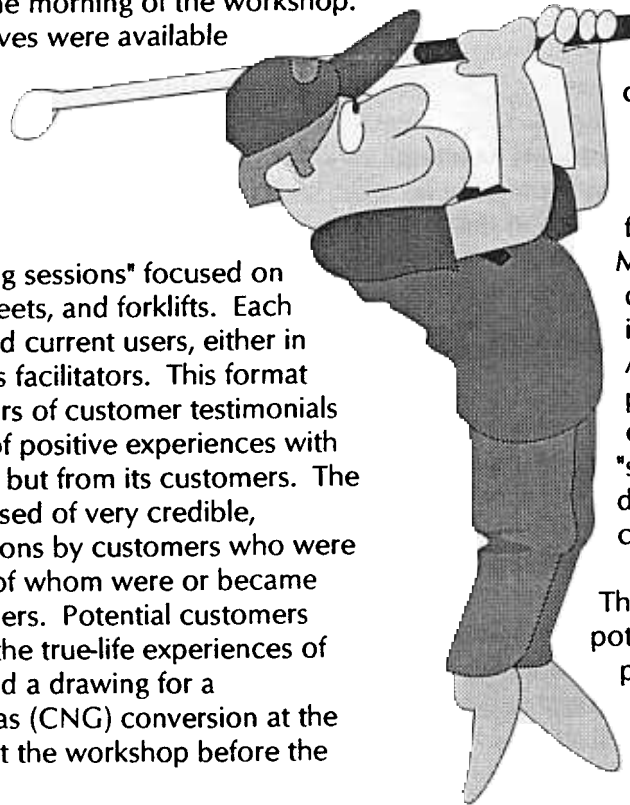 e morning of the workshop.
ves were available
g sessions" focused on
eets, and forklifts. Each
d current users, either in
s facilitators. This format
rs of customer testimonials
of positive experiences with
but from its customers. The
sed of very credible,
ons by customers who were
of whom were or became
ers. Potential customers
the true-life experiences of
d a drawing for a
as (CNG) conversion at the
t the workshop before the
f
M
i
A
p
"s
d
c
Th
pot
p